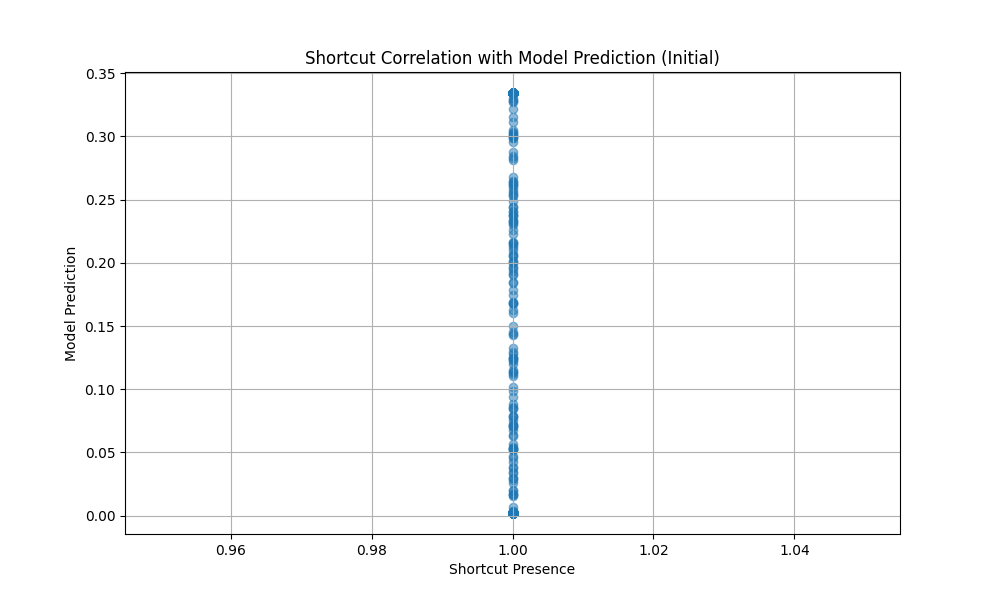 Shortcut Correlation with Model Prediction (Initial)
0.35
0.30
0.25
0.20
0.15
0.10
0.05
0.00
Model Prediction
0.96 0.98 1.00 1.02 1.04
Shortcut Presence